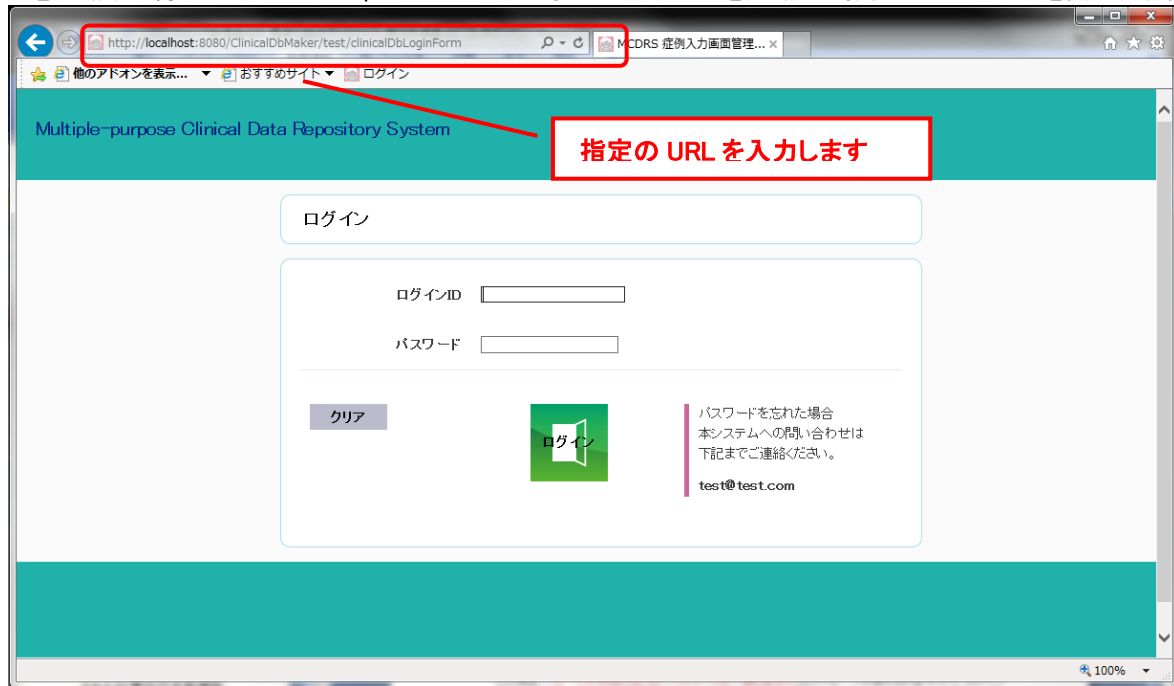 http://localhost:8080/ClinicalDbMaker/test/clinicalDbLoginForm
MCDRS 症例入力画面管理...
他のアドオンを表示...
おすすめサイト
ログイン
Multiple-purpose Clinical Data Repository System
指定の URL を入力します
ログイン
ログインID
パスワード
クリア
ログイン
パスワードを忘れた場合
本システムへの問い合わせは
下記までご連絡ください。
test@test.com
100%